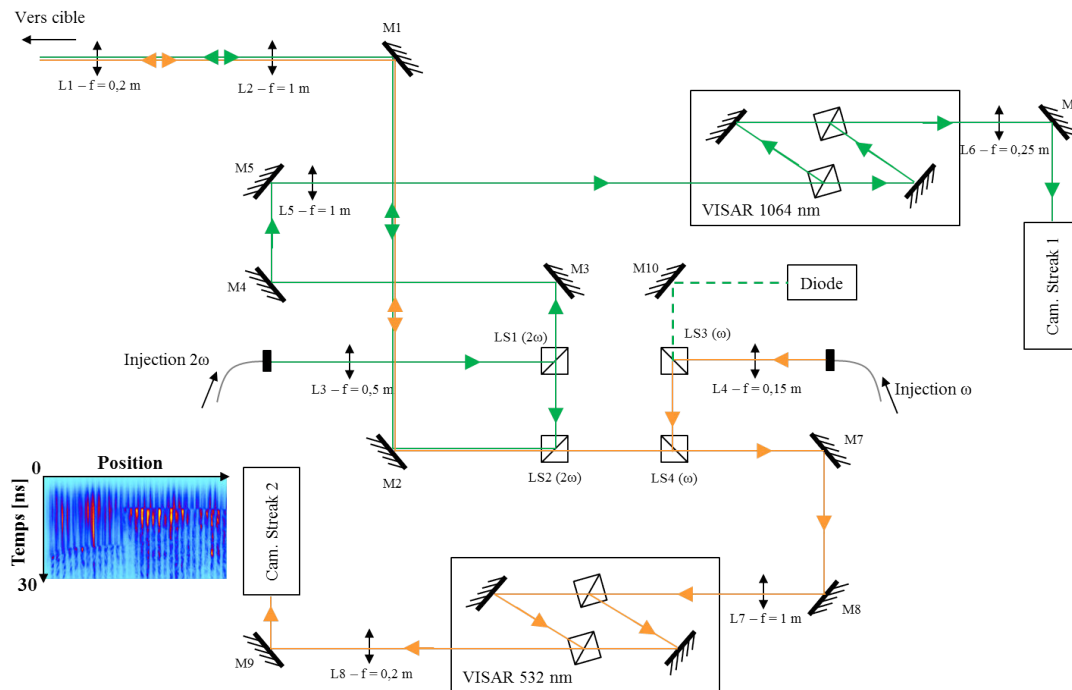 Vers cible
M1
L1 – f = 0,2 m
L2 – f = 1 m
M
L6 – f = 0,25 m
M5
L5 – f = 1 m
VISAR 1064 nm
Cam. Streak 1
M4
M3
M10
Diode
LS1 (2ω)
LS3 (ω)
Injection 2ω
L3 – f = 0,5 m
L4 – f = 0,15 m
Injection ω
M2
LS2 (2ω)
LS4 (ω)
M7
Position
0
Temps [ns]
30
Cam. Streak 2
L7 – f = 1 m
M8
M9
L8 – f = 0,2 m
VISAR 532 nm